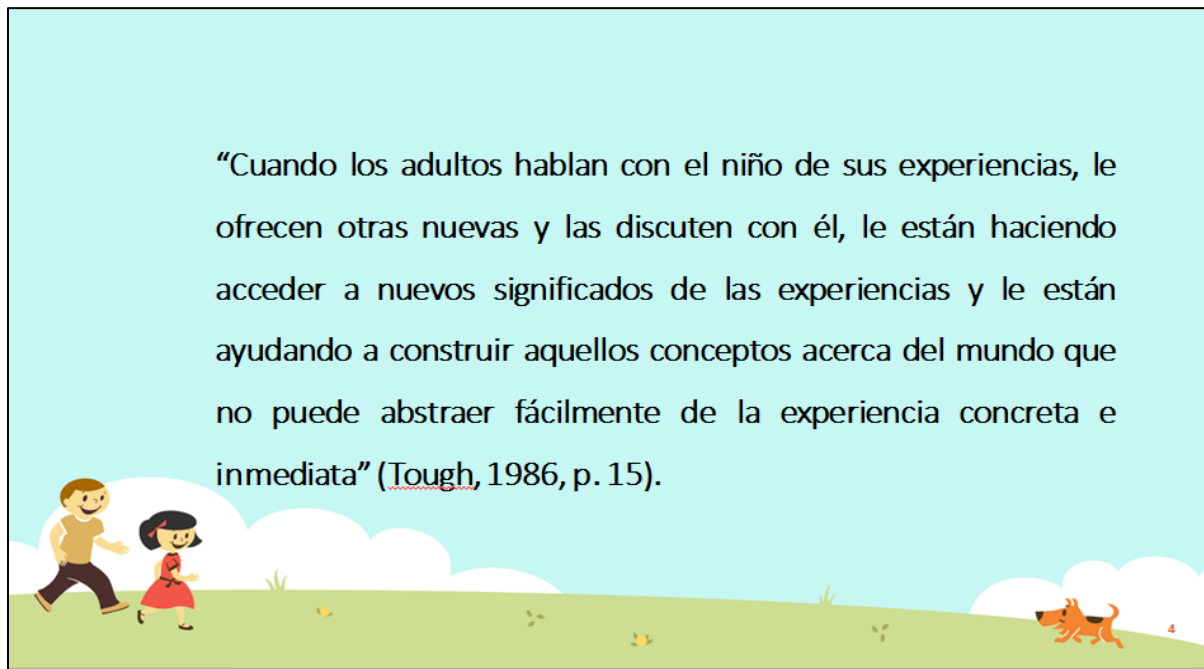 “Cuando los adultos hablan con el niño de sus experiencias, le
ofrecen otras nuevas y las discuten con él, le están haciendo
acceder a nuevos significados de las experiencias y le están
ayudando a construir aquellos conceptos acerca del mundo que
no puede abstraer fácilmente de la experiencia concreta e
inmediata” (Tough, 1986, p. 15).
4